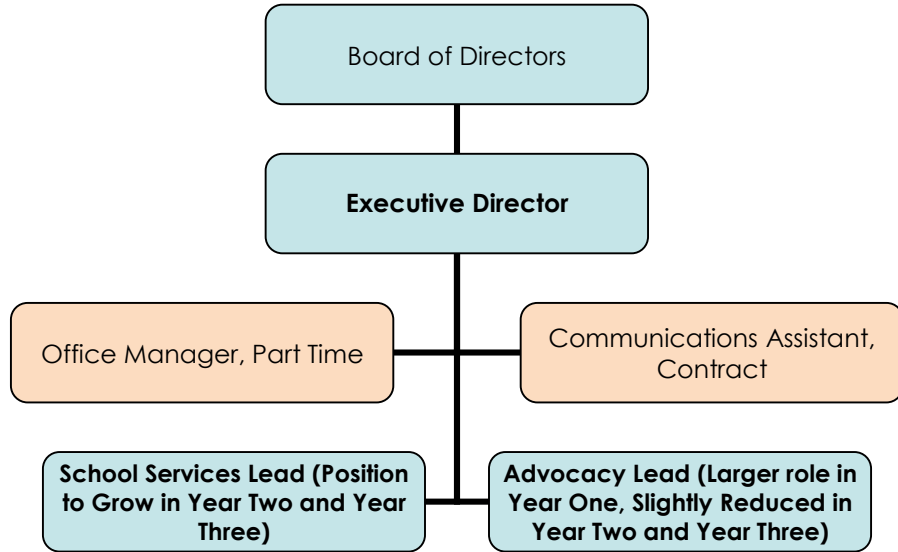 Board of Directors
Executive Director
Office Manager, Part Time
Communications Assistant,
Contract
School Services Lead (Position
to Grow in Year Two and Year
Three)
Advocacy Lead (Larger role in
Year One, Slightly Reduced in
Year Two and Year Three)